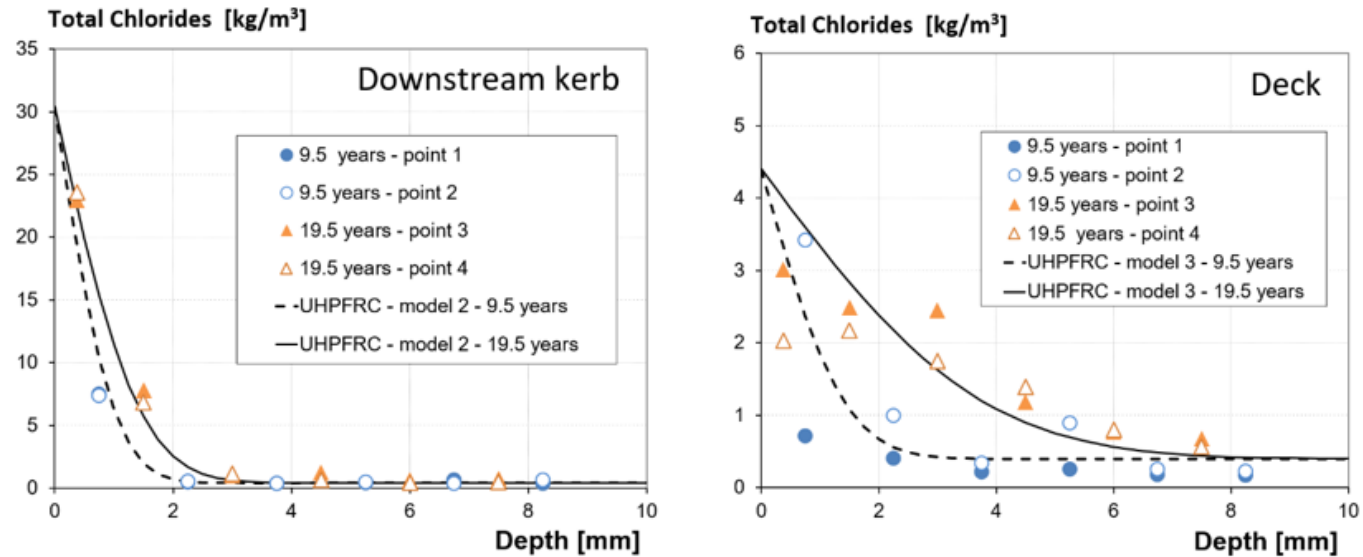 Total Chlorides [kg/m³]
35
30
25
20
15
10
5
0
0 2 4 6 8 10
Depth [mm]
Downstream kerb
9.5 years - point 1
9.5 years - point 2
19.5 years - point 3
19.5 years - point 4
UHPFRC - model 2 - 9.5 years
UHPFRC - model 2 - 19.5 years
Total Chlorides [kg/m³]
6
5
4
3
2
1
0
0 2 4 6 8 10
Depth [mm]
Deck
9.5 years - point 1
9.5 years - point 2
19.5 years - point 3
19.5 years - point 4
UHPFRC - model 3 - 9.5 years
UHPFRC - model 3 - 19.5 years